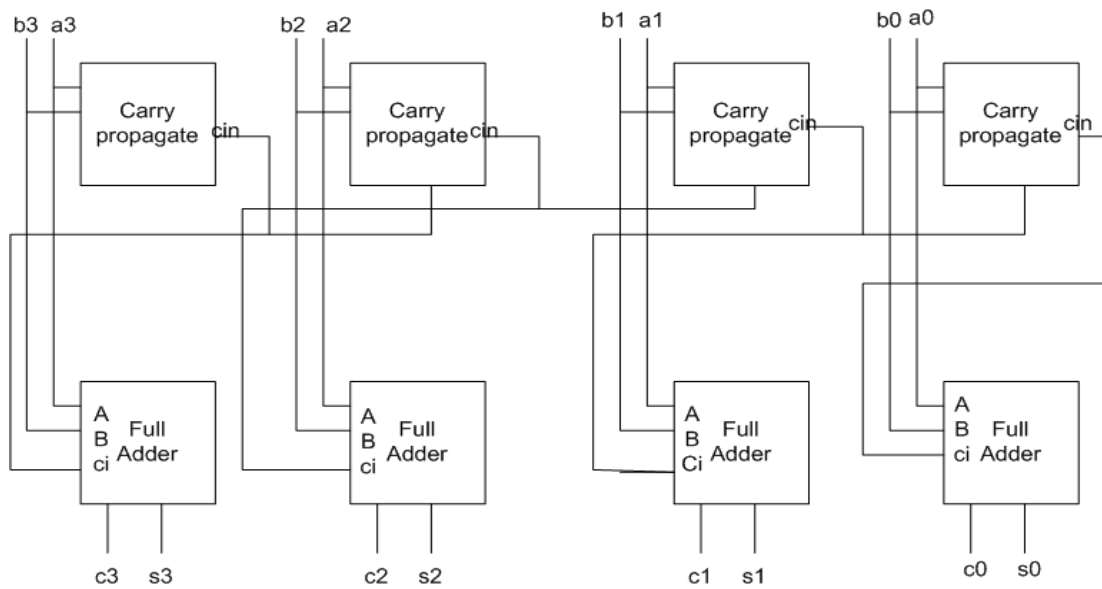 b3 a3
b2 a2
b1 a1
b0 a0
Carry
propagate
cin
Carry
propagate
cin
Carry
propagate
cin
Carry
propagate
cin
A
B
ci
Full
Adder
A
B
ci
Full
Adder
A
B
Ci
Full
Adder
A
B
ci
Full
Adder
c3 s3
c2 s2
c1 s1
c0 s0